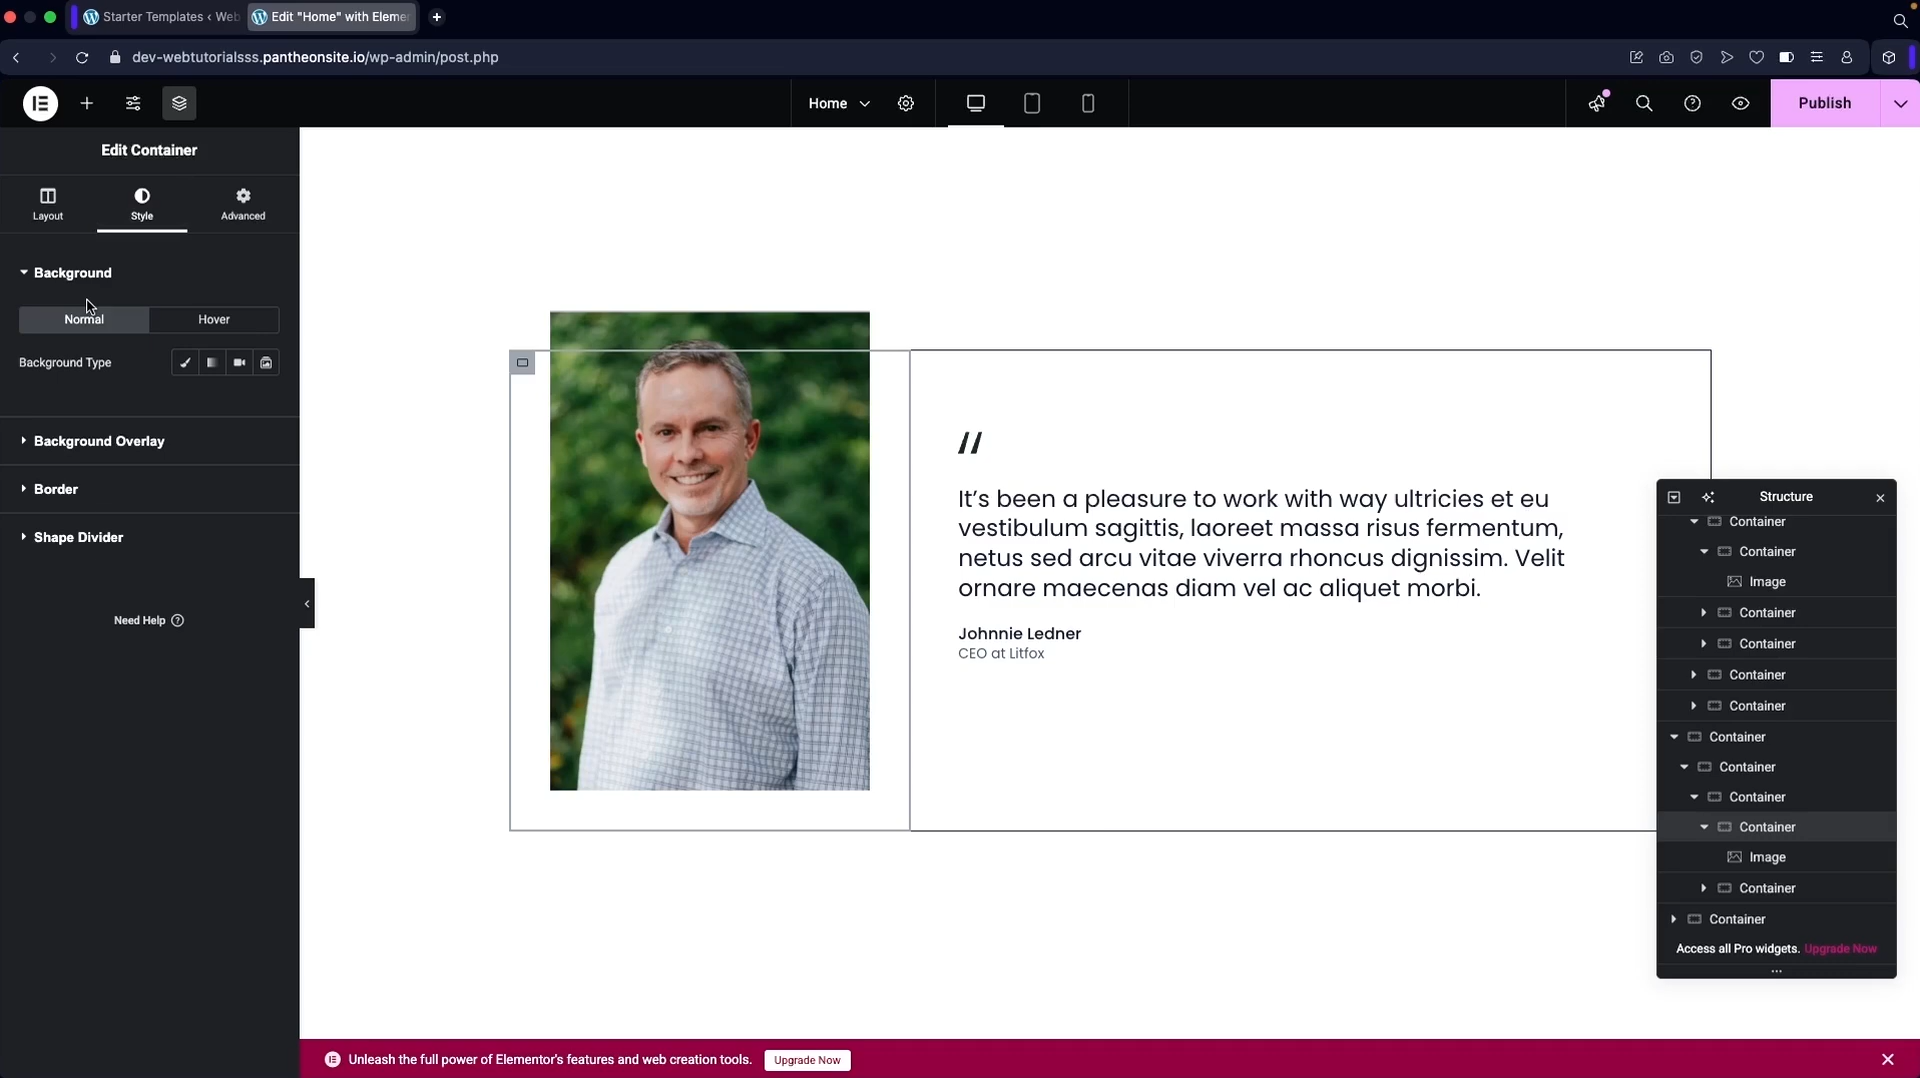 Starter Templates ‹ Web
Edit "Home" with Eleme
dev-webtutorialsss.pantheonsite.io/wp-admin/post.php
Home
Publish
Edit Container
Layout
Style
Advanced
Background
Normal
Hover
Background Type
Background Overlay
Border
Shape Divider
Need Help
It's been a pleasure to work with way ultricies et eu
vestibulum sagittis, laoreet massa risus fermentum,
netus sed arcu vitae viverra rhoncus dignissim. Velit
ornare maecenas diam vel ac aliquet morbi.
Johnnie Ledner
CEO at Litfox
Structure
Container
Container
Image
Container
Container
Container
Container
Container
Container
Container
Container
Image
Container
Container
Access all Pro widgets. Upgrade Now
Unleash the full power of Elementor's features and web creation tools.
Upgrade Now